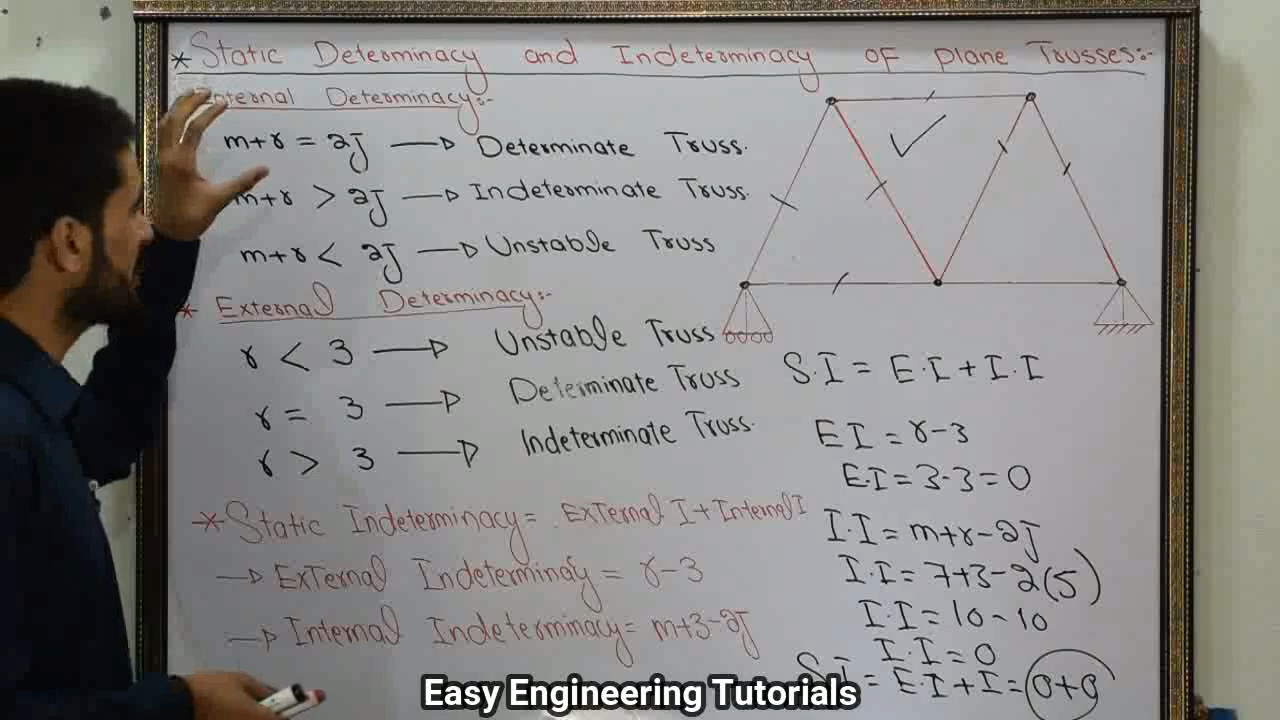 * Static Determinacy and Indeterminacy of plane Trusses:-
Internal Determinacy:-
m+r = 2J → Determinate Truss.
m+r > 2J → Indeterminate Truss.
m+r < 2J → Unstable Truss
* External Determinacy:-
r < 3 → Unstable Truss
r = 3 → Determinate Truss
r > 3 → Indeterminate Truss.
* Static Indeterminacy = External I + Internal I
→ External Indeterminacy = r-3
→ Internal Indeterminacy = m+3-2J
S.I = E.I + I.I
EI = r-3
E.I = 3-3 = 0
I.I = m+r-2J
I.I = 7+3-2(5)
I.I = 10-10
I.I = 0
S.I = E.I + I = 0+0
Easy Engineering Tutorials